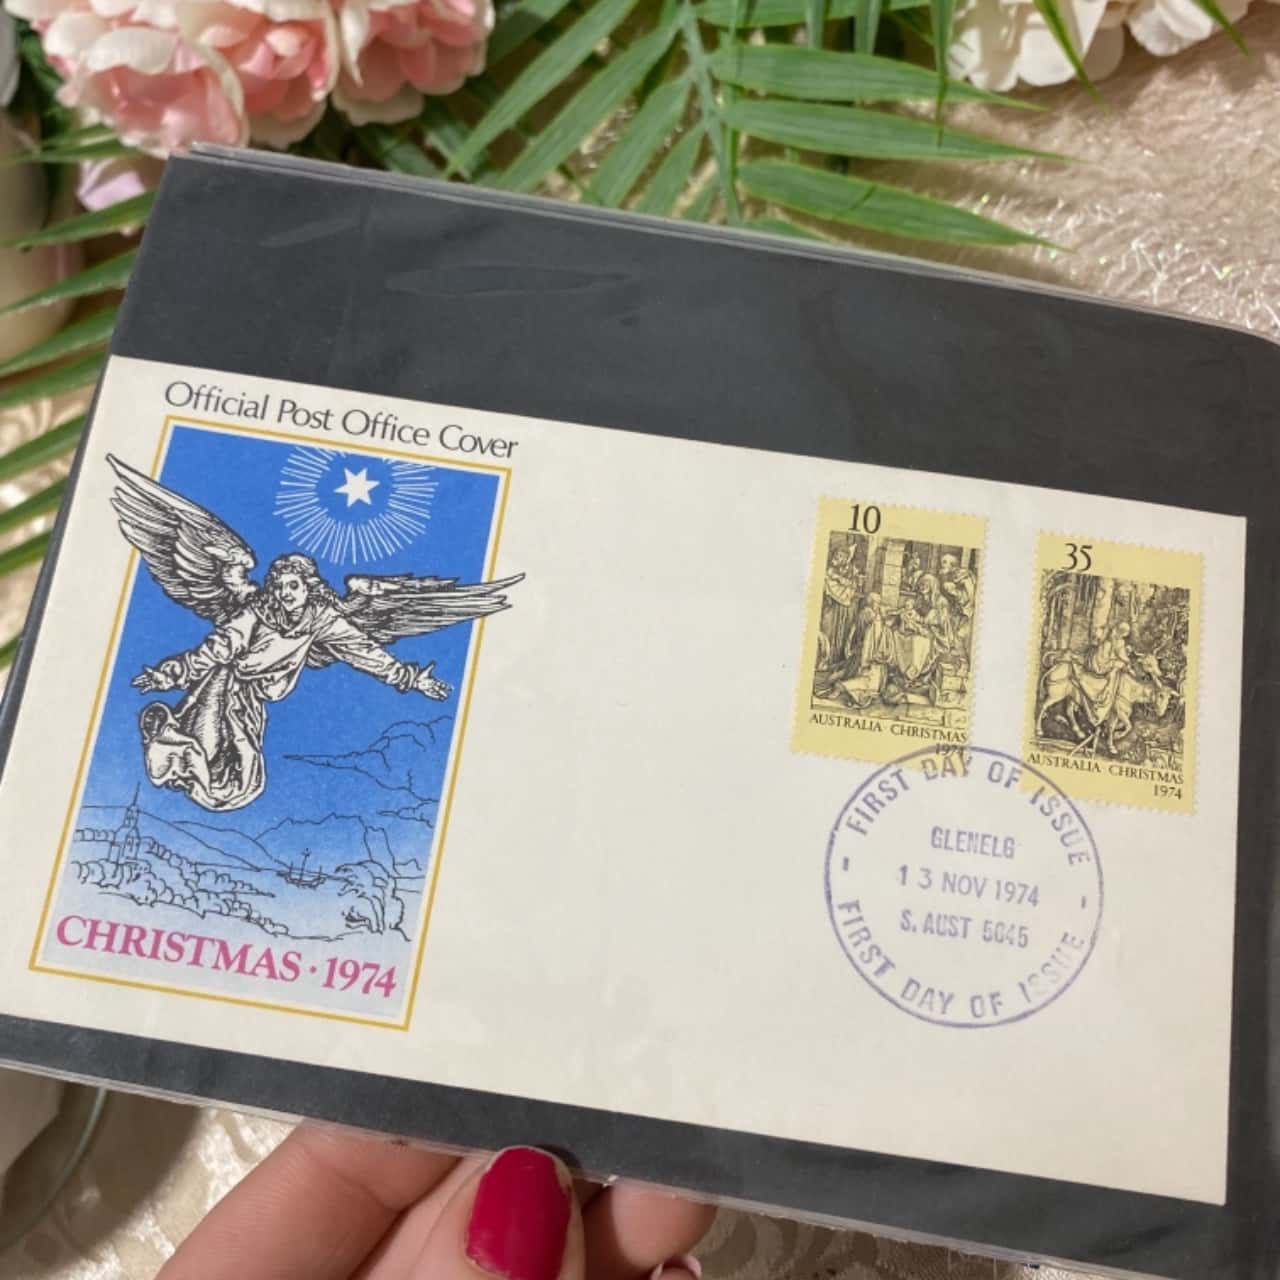 Official Post Office Cover
CHRISTMAS · 1974
10
AUSTRALIA CHRISTMAS
1974
35
AUSTRALIA CHRISTMAS
1974
FIRST DAY OF ISSUE
GLENELG
13 NOV 1974
S. AUST 5045
FIRST DAY OF ISSUE